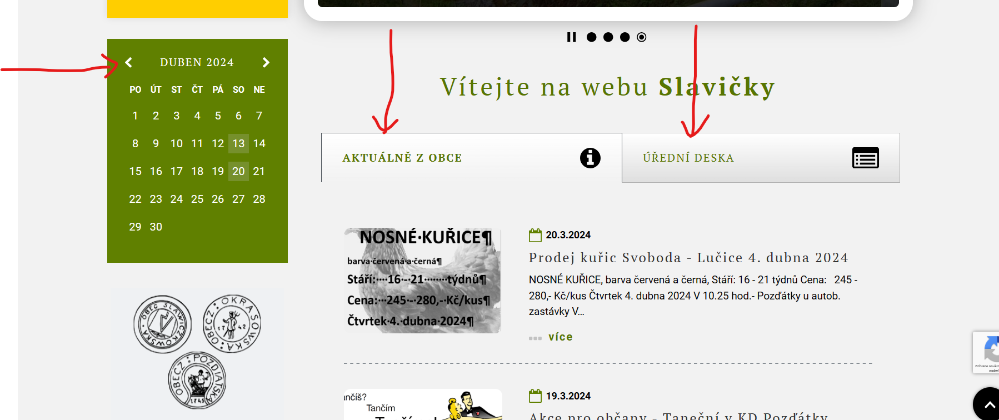 DUBEN 2024
PO ÚT ST ČT PÁ SO NE
1 2 3 4 5 6 7
8 9 10 11 12 13 14
15 16 17 18 19 20 21
22 23 24 25 26 27 28
29 30
OBEC SLAWICZKOWSKA
OBECZ OKRASOWSKA
1742
OBECZ POZDIATSKA
1745
Vítejte na webu Slavičky
AKTUÁLNĚ Z OBCE
ÚŘEDNÍ DESKA
NOSNÉ·KUŘICE¶
barva·červená·a·černá¶
Stáří:····16·-·21········týdnů¶
Cena:···245·-·280,-·Kč/kus¶
Čtvrtek·4.·dubna·2024¶
20.3.2024
Prodej kuřic Svoboda - Lučice 4. dubna 2024
NOSNÉ KUŘICE, barva červená a černá, Stáří: 16 - 21 týdnů Cena: 245 -
280,- Kč/kus Čtvrtek 4. dubna 2024 V 10.25 hod.- Pozďátky u autob.
zastávky V...
více
ančíš?
Tančím
19.3.2024
Akce pro občany - Taneční v KD Pozďátky